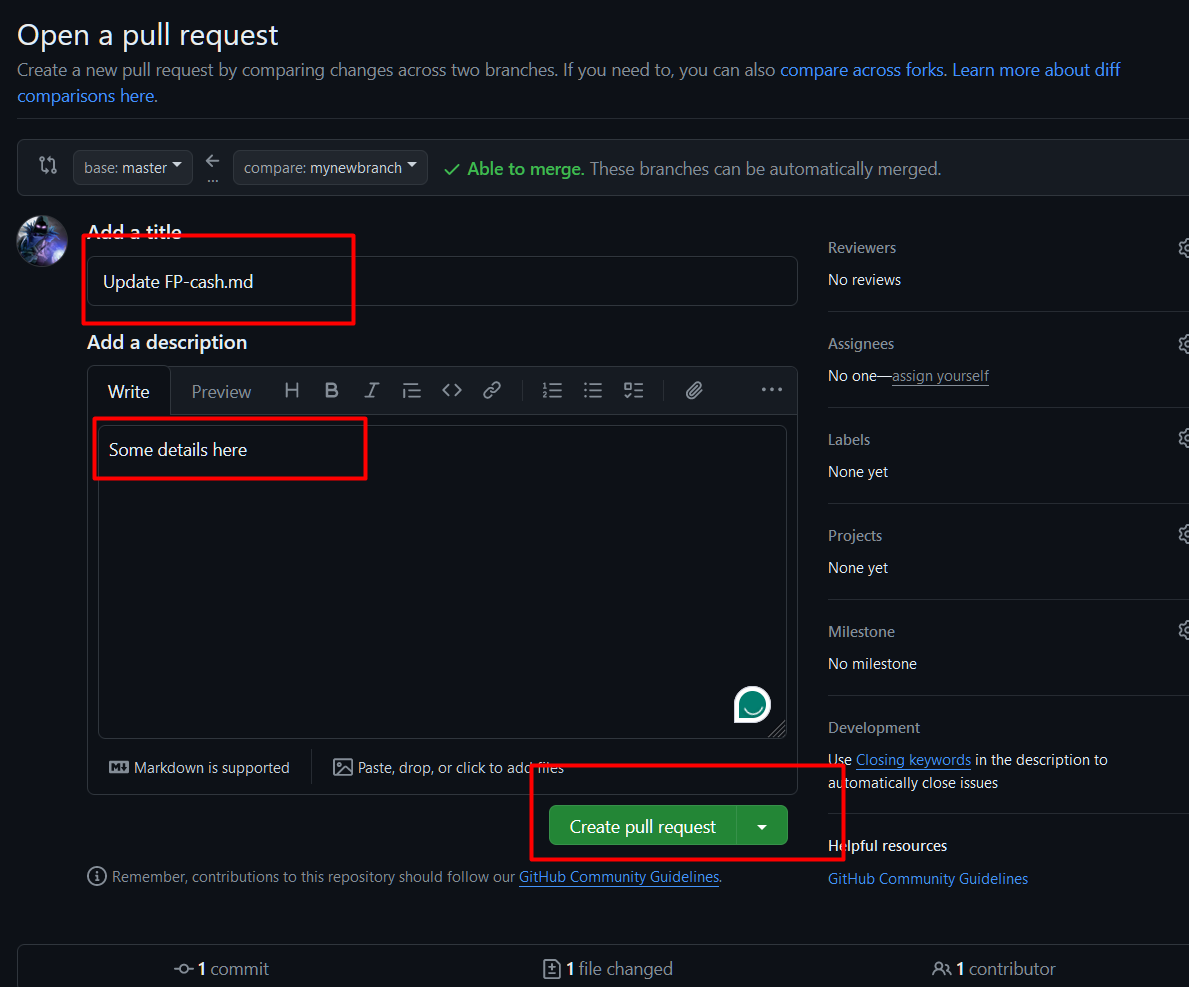 Open a pull request
Create a new pull request by comparing changes across two branches. If you need to, you can also compare across forks. Learn more about diff
comparisons here.
base: master
...
compare: mynewbranch
Able to merge. These branches can be automatically merged.
Add a title
Update FP-cash.md
Add a description
Write
Preview
H B I
Some details here
Markdown is supported
Paste, drop, or click to add files
Create pull request
Remember, contributions to this repository should follow our GitHub Community Guidelines.
Reviewers
No reviews
Assignees
No one—assign yourself
Labels
None yet
Projects
None yet
Milestone
No milestone
Development
Use Closing keywords in the description to
automatically close issues
Helpful resources
GitHub Community Guidelines
1 commit
1 file changed
1 contributor